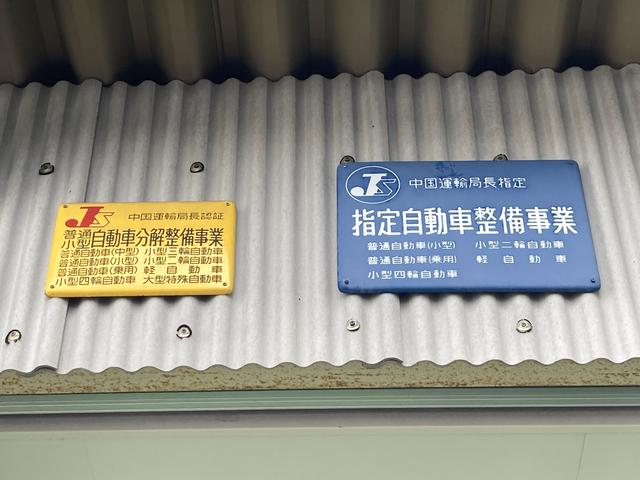 JS 中国運輸局長認証
普通
小型 自動車分解整備事業
普通自動車(中型) 小型三輪自動車
普通自動車(小型) 小型二輪自動車
普通自動車(乗用) 軽自動車
小型四輪自動車 大型特殊自動車
JS 中国運輸局長指定
指定自動車整備事業
普通自動車(小型) 小型二輪自動車
普通自動車(乗用) 軽自動車
小型四輪自動車